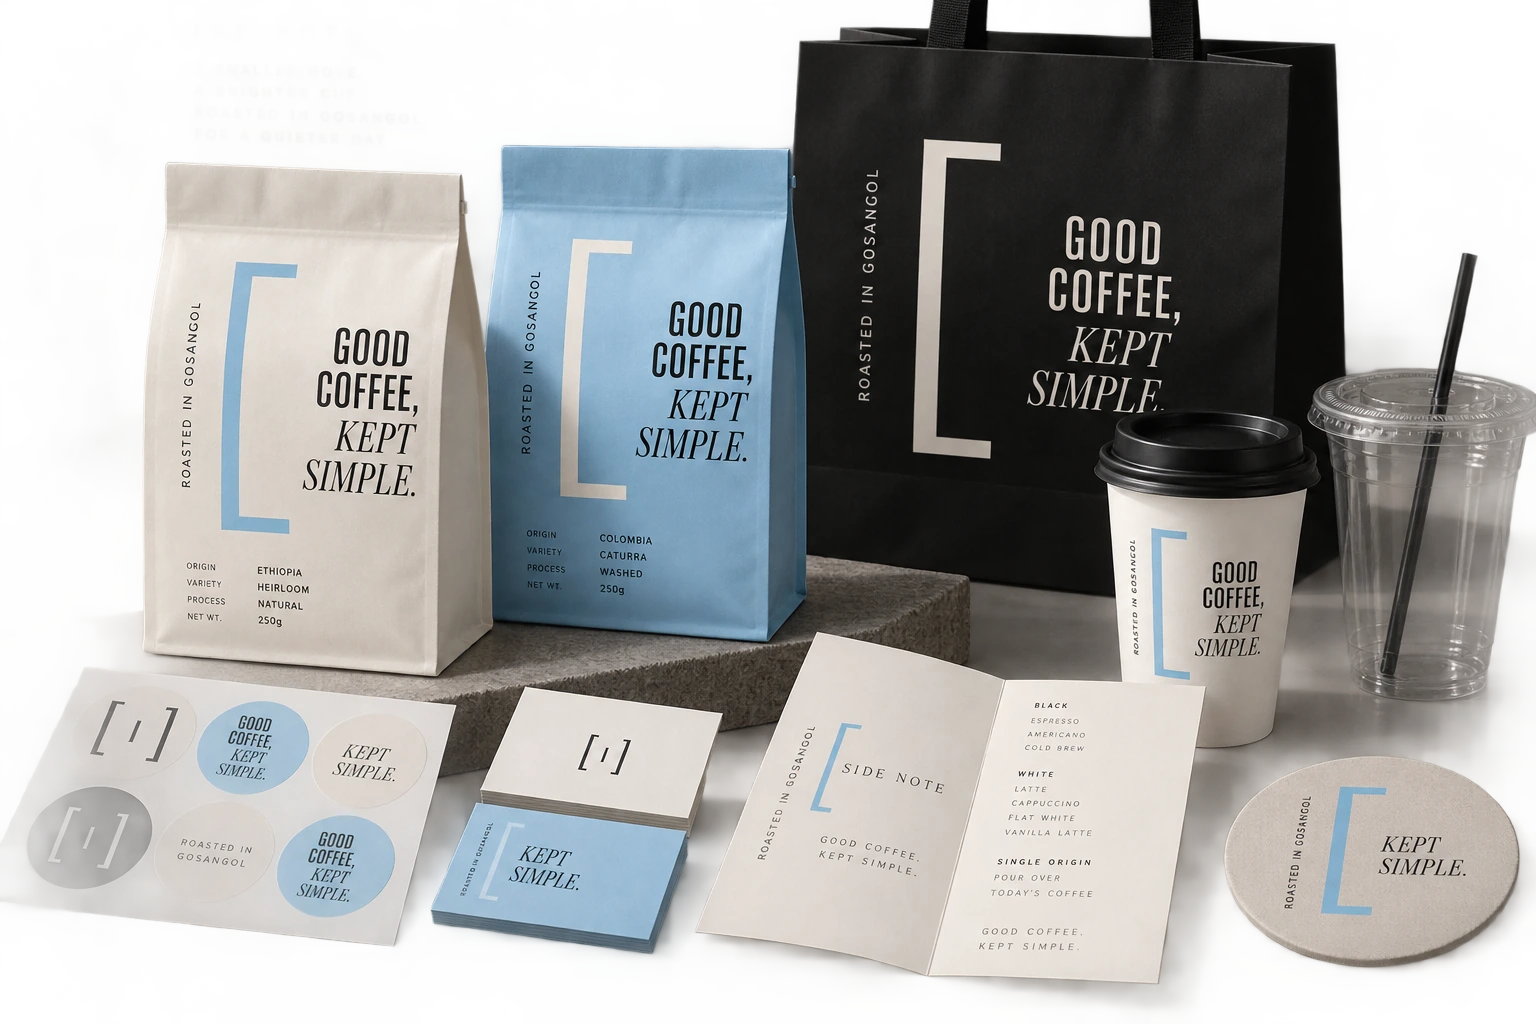 ROASTED IN GOSANGOL
GOOD
COFFEE,
KEPT
SIMPLE.
ORIGIN ETHIOPIA
VARIETY HEIRLOOM
PROCESS NATURAL
NET WT. 250g
ROASTED IN GOSANGOL
GOOD
COFFEE,
KEPT
SIMPLE.
ORIGIN COLOMBIA
VARIETY CATURRA
PROCESS WASHED
NET WT. 250g
ROASTED IN GOSANGOL
GOOD
COFFEE,
KEPT
SIMPLE.
ROASTED IN GOSANGOL
GOOD
COFFEE,
KEPT
SIMPLE.
GOOD
COFFEE,
KEPT
SIMPLE.
KEPT
SIMPLE.
ROASTED IN
GOSANGOL
GOOD
COFFEE,
KEPT
SIMPLE.
ROASTED IN GOSANGOL
KEPT
SIMPLE.
ROASTED IN GOSANGOL
SIDE NOTE
GOOD COFFEE.
KEPT SIMPLE.
BLACK
ESPRESSO
AMERICANO
COLD BREW
WHITE
LATTE
CAPPUCCINO
FLAT WHITE
VANILLA LATTE
SINGLE ORIGIN
POUR OVER
TODAY'S COFFEE
GOOD COFFEE.
KEPT SIMPLE.
ROASTED IN GOSANGOL
KEPT
SIMPLE.